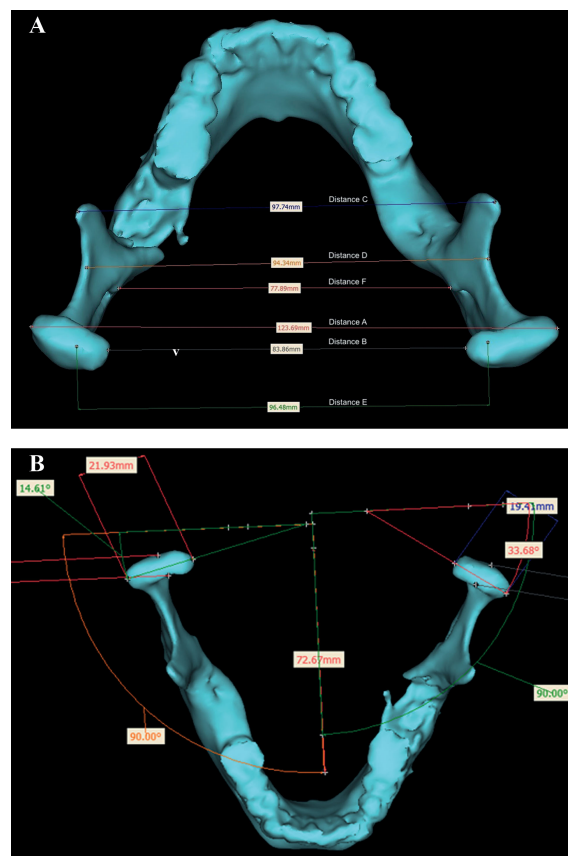 A
Distance C
97.74mm
Distance D
94.34mm
Distance F
77.89mm
Distance A
123.69mm
Distance B
83.86mm
v
Distance E
96.48mm
B
21.93mm
14.61°
19.41mm
33.68°
72.67mm
90.00°
90.00°